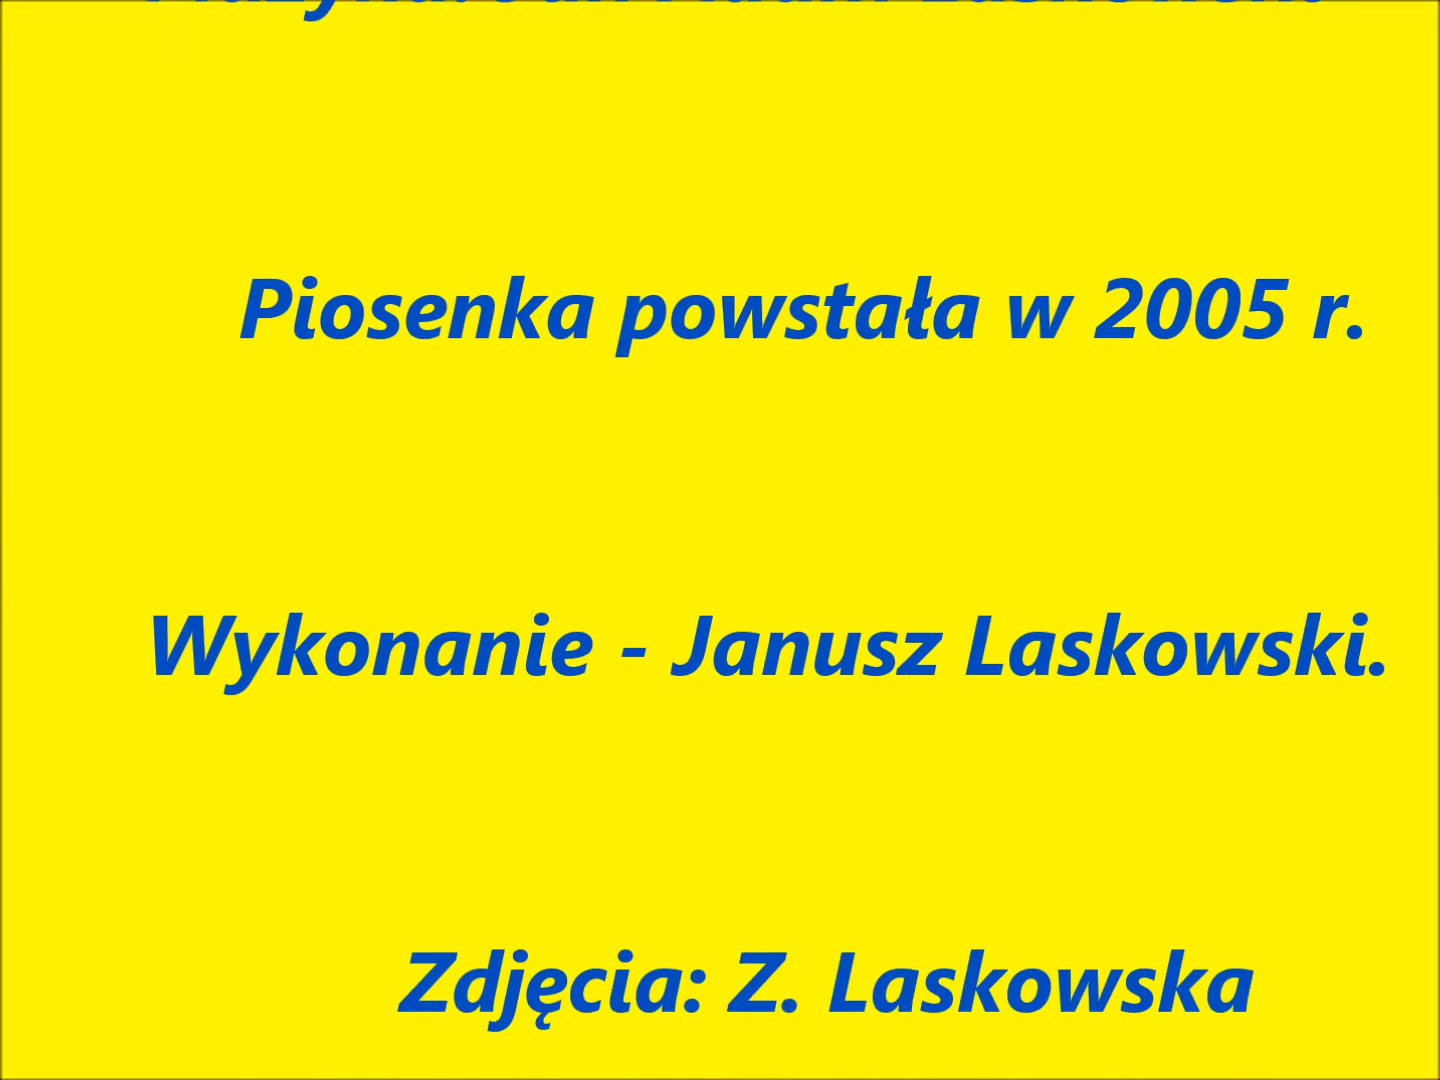 Piosenka powstała w 2005 r.
Wykonanie - Janusz Laskowski.
Zdjęcia: Z. Laskowska